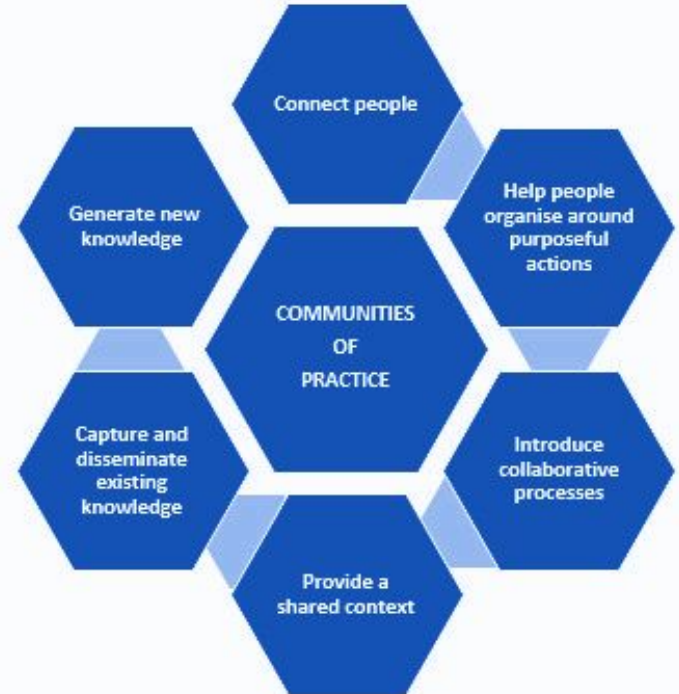 Connect people
Help people
organise around
purposeful
actions
Introduce
collaborative
processes
Provide a
shared context
Capture and
disseminate
existing
knowledge
Generate new
knowledge
COMMUNITIES
OF
PRACTICE